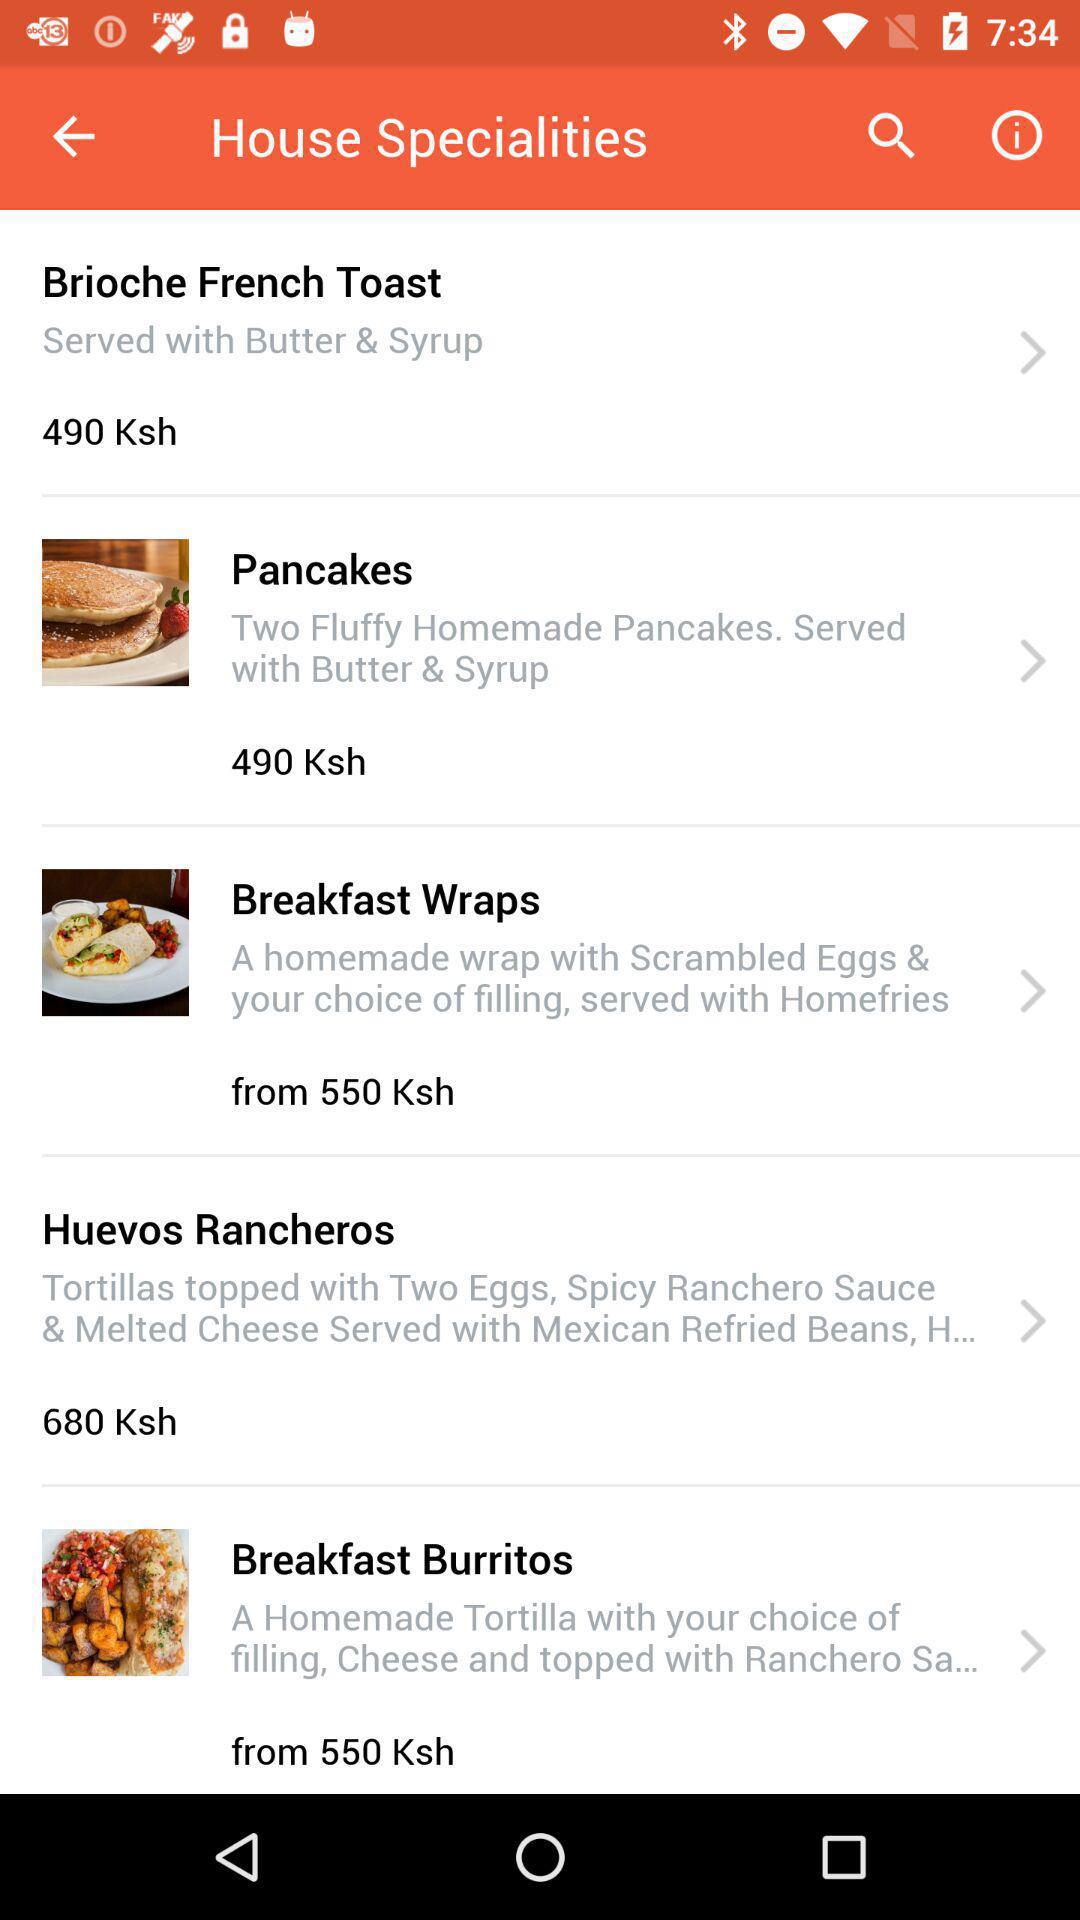 abc13 FAKE 7:34
House Specialities
Brioche French Toast
Served with Butter & Syrup
490 Ksh
Pancakes
Two Fluffy Homemade Pancakes. Served
with Butter & Syrup
490 Ksh
Breakfast Wraps
A homemade wrap with Scrambled Eggs &
your choice of filling, served with Homefries
from 550 Ksh
Huevos Rancheros
Tortillas topped with Two Eggs, Spicy Ranchero Sauce
& Melted Cheese Served with Mexican Refried Beans, H...
680 Ksh
Breakfast Burritos
A Homemade Tortilla with your choice of
filling, Cheese and topped with Ranchero Sa...
from 550 Ksh